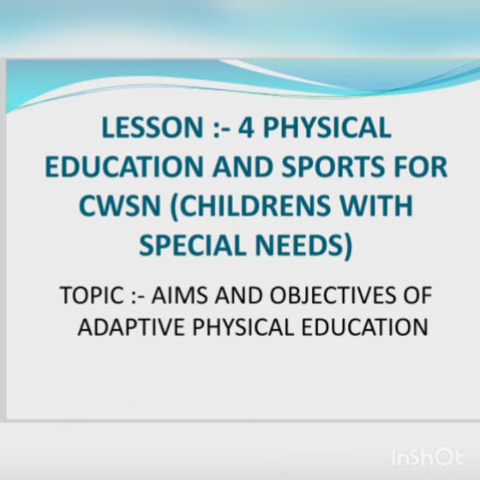 LESSON :- 4 PHYSICAL
EDUCATION AND SPORTS FOR
CWSN (CHILDRENS WITH
SPECIAL NEEDS)
TOPIC :- AIMS AND OBJECTIVES OF
ADAPTIVE PHYSICAL EDUCATION
InShOt